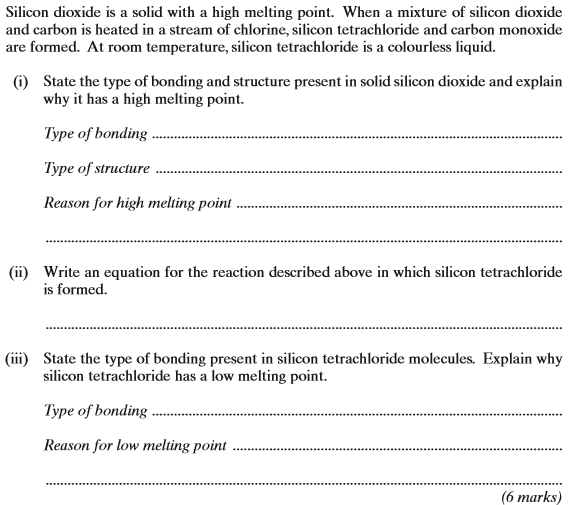 Silicon dioxide is a solid with a high melting point. When a mixture of silicon dioxide
and carbon is heated in a stream of chlorine, silicon tetrachloride and carbon monoxide
are formed. At room temperature, silicon tetrachloride is a colourless liquid.
(i) State the type of bonding and structure present in solid silicon dioxide and explain
why it has a high melting point.
Type of bonding ..........
Type of structure ..........
Reason for high melting point ..........
..........
(ii) Write an equation for the reaction described above in which silicon tetrachloride
is formed.
..........
(iii) State the type of bonding present in silicon tetrachloride molecules. Explain why
silicon tetrachloride has a low melting point.
Type of bonding ..........
Reason for low melting point ..........
..........
(6 marks)